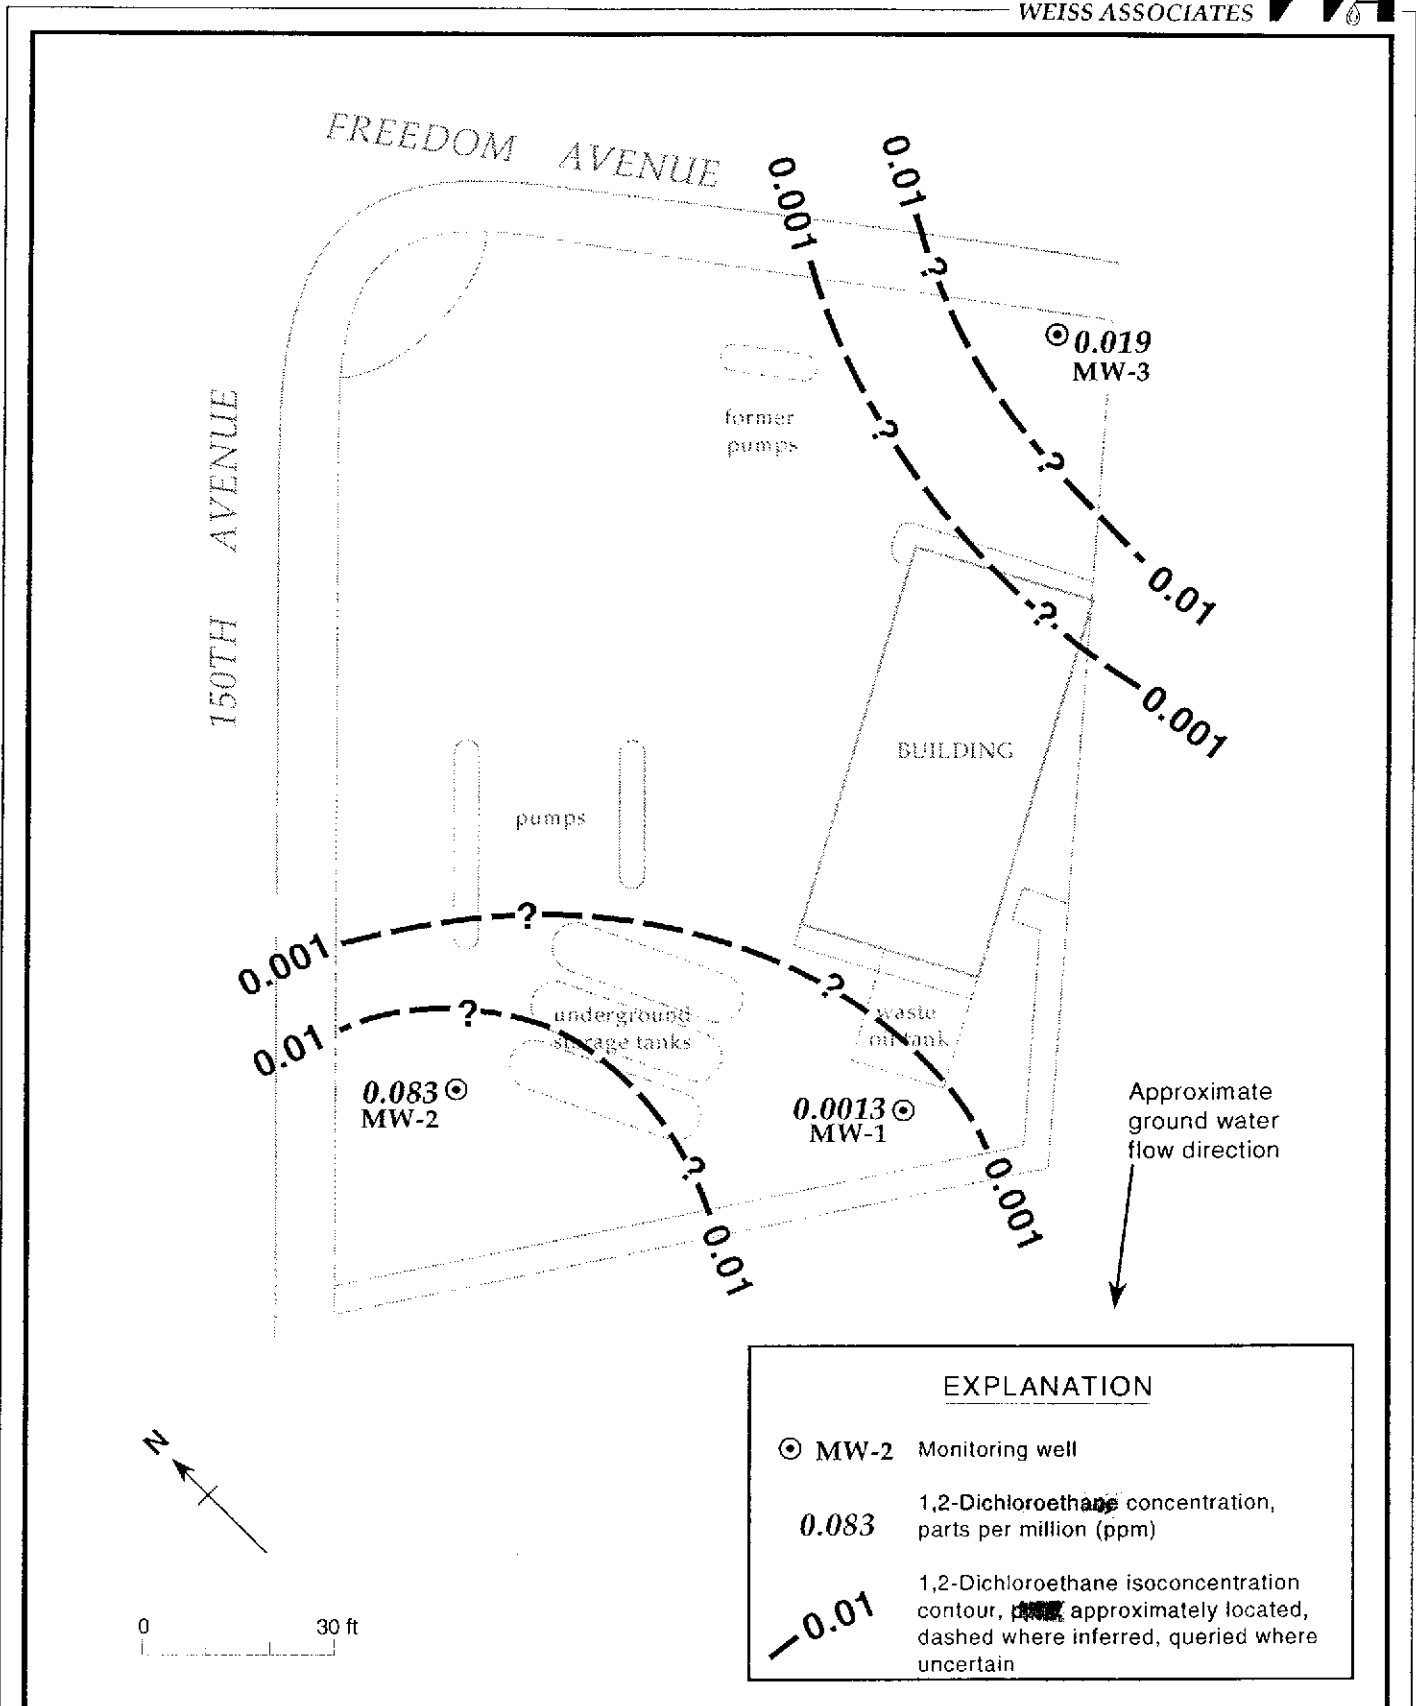 WEISS ASSOCIATES
FREEDOM AVENUE
0.001
0.01
0.019
MW-3
former
pumps
150TH AVENUE
0.01
0.001
BUILDING
pumps
0.001
0.01
underground
storage tanks
waste
oil tank
0.083
MW-2
0.0013
MW-1
Approximate
ground water
flow direction
0.001
0.01
EXPLANATION
MW-2 Monitoring well
0.083 1,2-Dichloroethane concentration,
parts per million (ppm)
0.01 1,2-Dichloroethane isoconcentration
contour, approximately located,
dashed where inferred, queried where
uncertain
N
0 30 ft
? ? ? ? ? ? ? ? ?